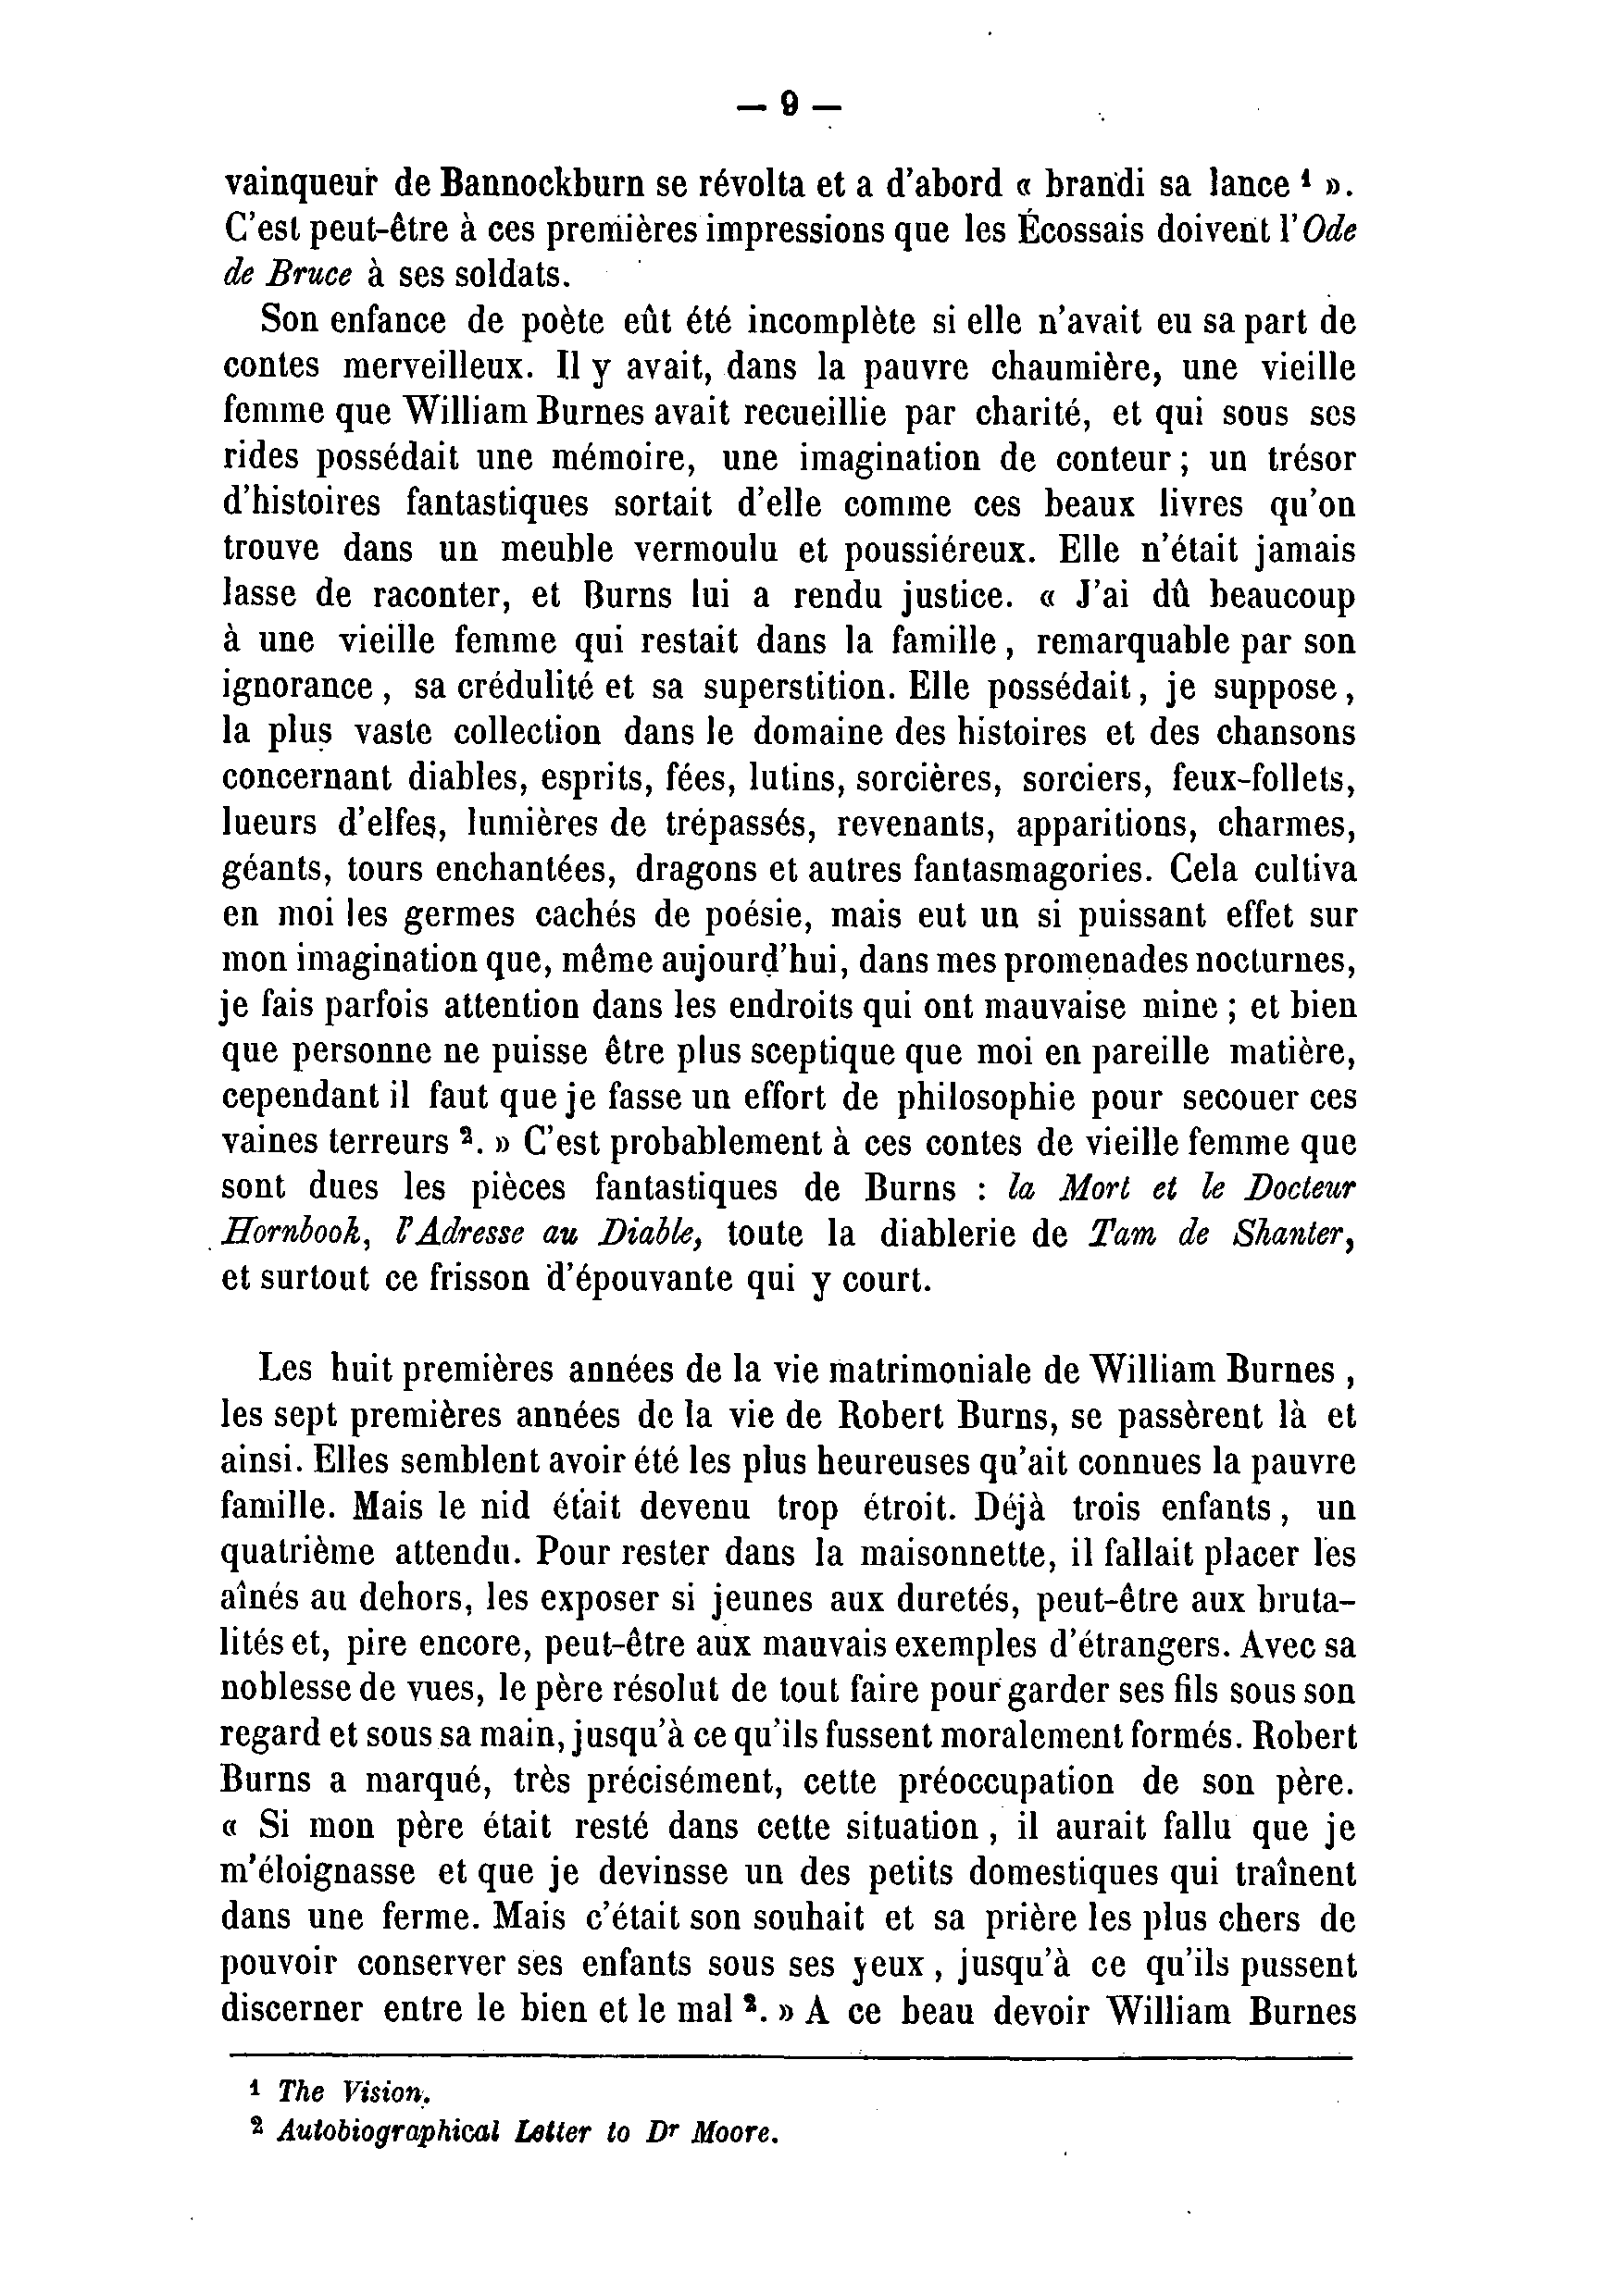 — 9 —
vainqueur de Bannockburn se révolta et a d'abord « brandi sa lance ¹ ».
C'est peut-être à ces premières impressions que les Écossais doivent l'Ode
de Bruce à ses soldats.
Son enfance de poète eût été incomplète si elle n'avait eu sa part de
contes merveilleux. Il y avait, dans la pauvre chaumière, une vieille
femme que William Burnes avait recueillie par charité, et qui sous ses
rides possédait une mémoire, une imagination de conteur ; un trésor
d'histoires fantastiques sortait d'elle comme ces beaux livres qu'on
trouve dans un meuble vermoulu et poussiéreux. Elle n'était jamais
lasse de raconter, et Burns lui a rendu justice. « J'ai dû beaucoup
à une vieille femme qui restait dans la famille, remarquable par son
ignorance, sa crédulité et sa superstition. Elle possédait, je suppose,
la plus vaste collection dans le domaine des histoires et des chansons
concernant diables, esprits, fées, lutins, sorcières, sorciers, feux-follets,
lueurs d'elfes, lumières de trépassés, revenants, apparitions, charmes,
géants, tours enchantées, dragons et autres fantasmagories. Cela cultiva
en moi les germes cachés de poésie, mais eut un si puissant effet sur
mon imagination que, même aujourd'hui, dans mes promenades nocturnes,
je fais parfois attention dans les endroits qui ont mauvaise mine ; et bien
que personne ne puisse être plus sceptique que moi en pareille matière,
cependant il faut que je fasse un effort de philosophie pour secouer ces
vaines terreurs ². » C'est probablement à ces contes de vieille femme que
sont dues les pièces fantastiques de Burns : la Mort et le Docteur
Hornbook, l'Adresse au Diable, toute la diablerie de Tam de Shanter,
et surtout ce frisson d'épouvante qui y court.
Les huit premières années de la vie matrimoniale de William Burnes,
les sept premières années de la vie de Robert Burns, se passèrent là et
ainsi. Elles semblent avoir été les plus heureuses qu'ait connues la pauvre
famille. Mais le nid était devenu trop étroit. Déjà trois enfants, un
quatrième attendu. Pour rester dans la maisonnette, il fallait placer les
aînés au dehors, les exposer si jeunes aux duretés, peut-être aux bruta-
lités et, pire encore, peut-être aux mauvais exemples d'étrangers. Avec sa
noblesse de vues, le père résolut de tout faire pour garder ses fils sous son
regard et sous sa main, jusqu'à ce qu'ils fussent moralement formés. Robert
Burns a marqué, très précisément, cette préoccupation de son père.
« Si mon père était resté dans cette situation, il aurait fallu que je
m'éloignasse et que je devinsse un des petits domestiques qui traînent
dans une ferme. Mais c'était son souhait et sa prière les plus chers de
pouvoir conserver ses enfants sous ses yeux, jusqu'à ce qu'ils pussent
discerner entre le bien et le mal ². » A ce beau devoir William Burnes
¹ The Vision.
² Autobiographical Letter to Dr Moore.